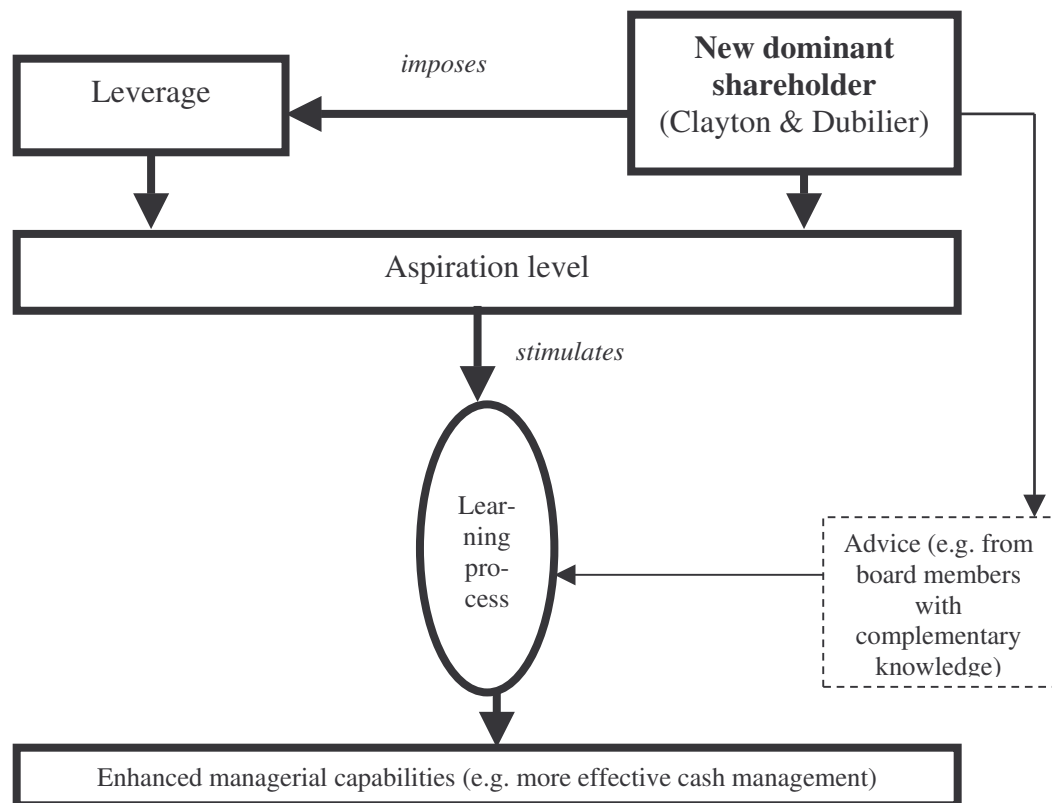 imposes
New dominant
shareholder
(Clayton & Dubilier)
Leverage
Aspiration level
stimulates
Lear-
ning
pro-
cess
Advice (e.g. from
board members
with
complementary
knowledge)
Enhanced managerial capabilities (e.g. more effective cash management)